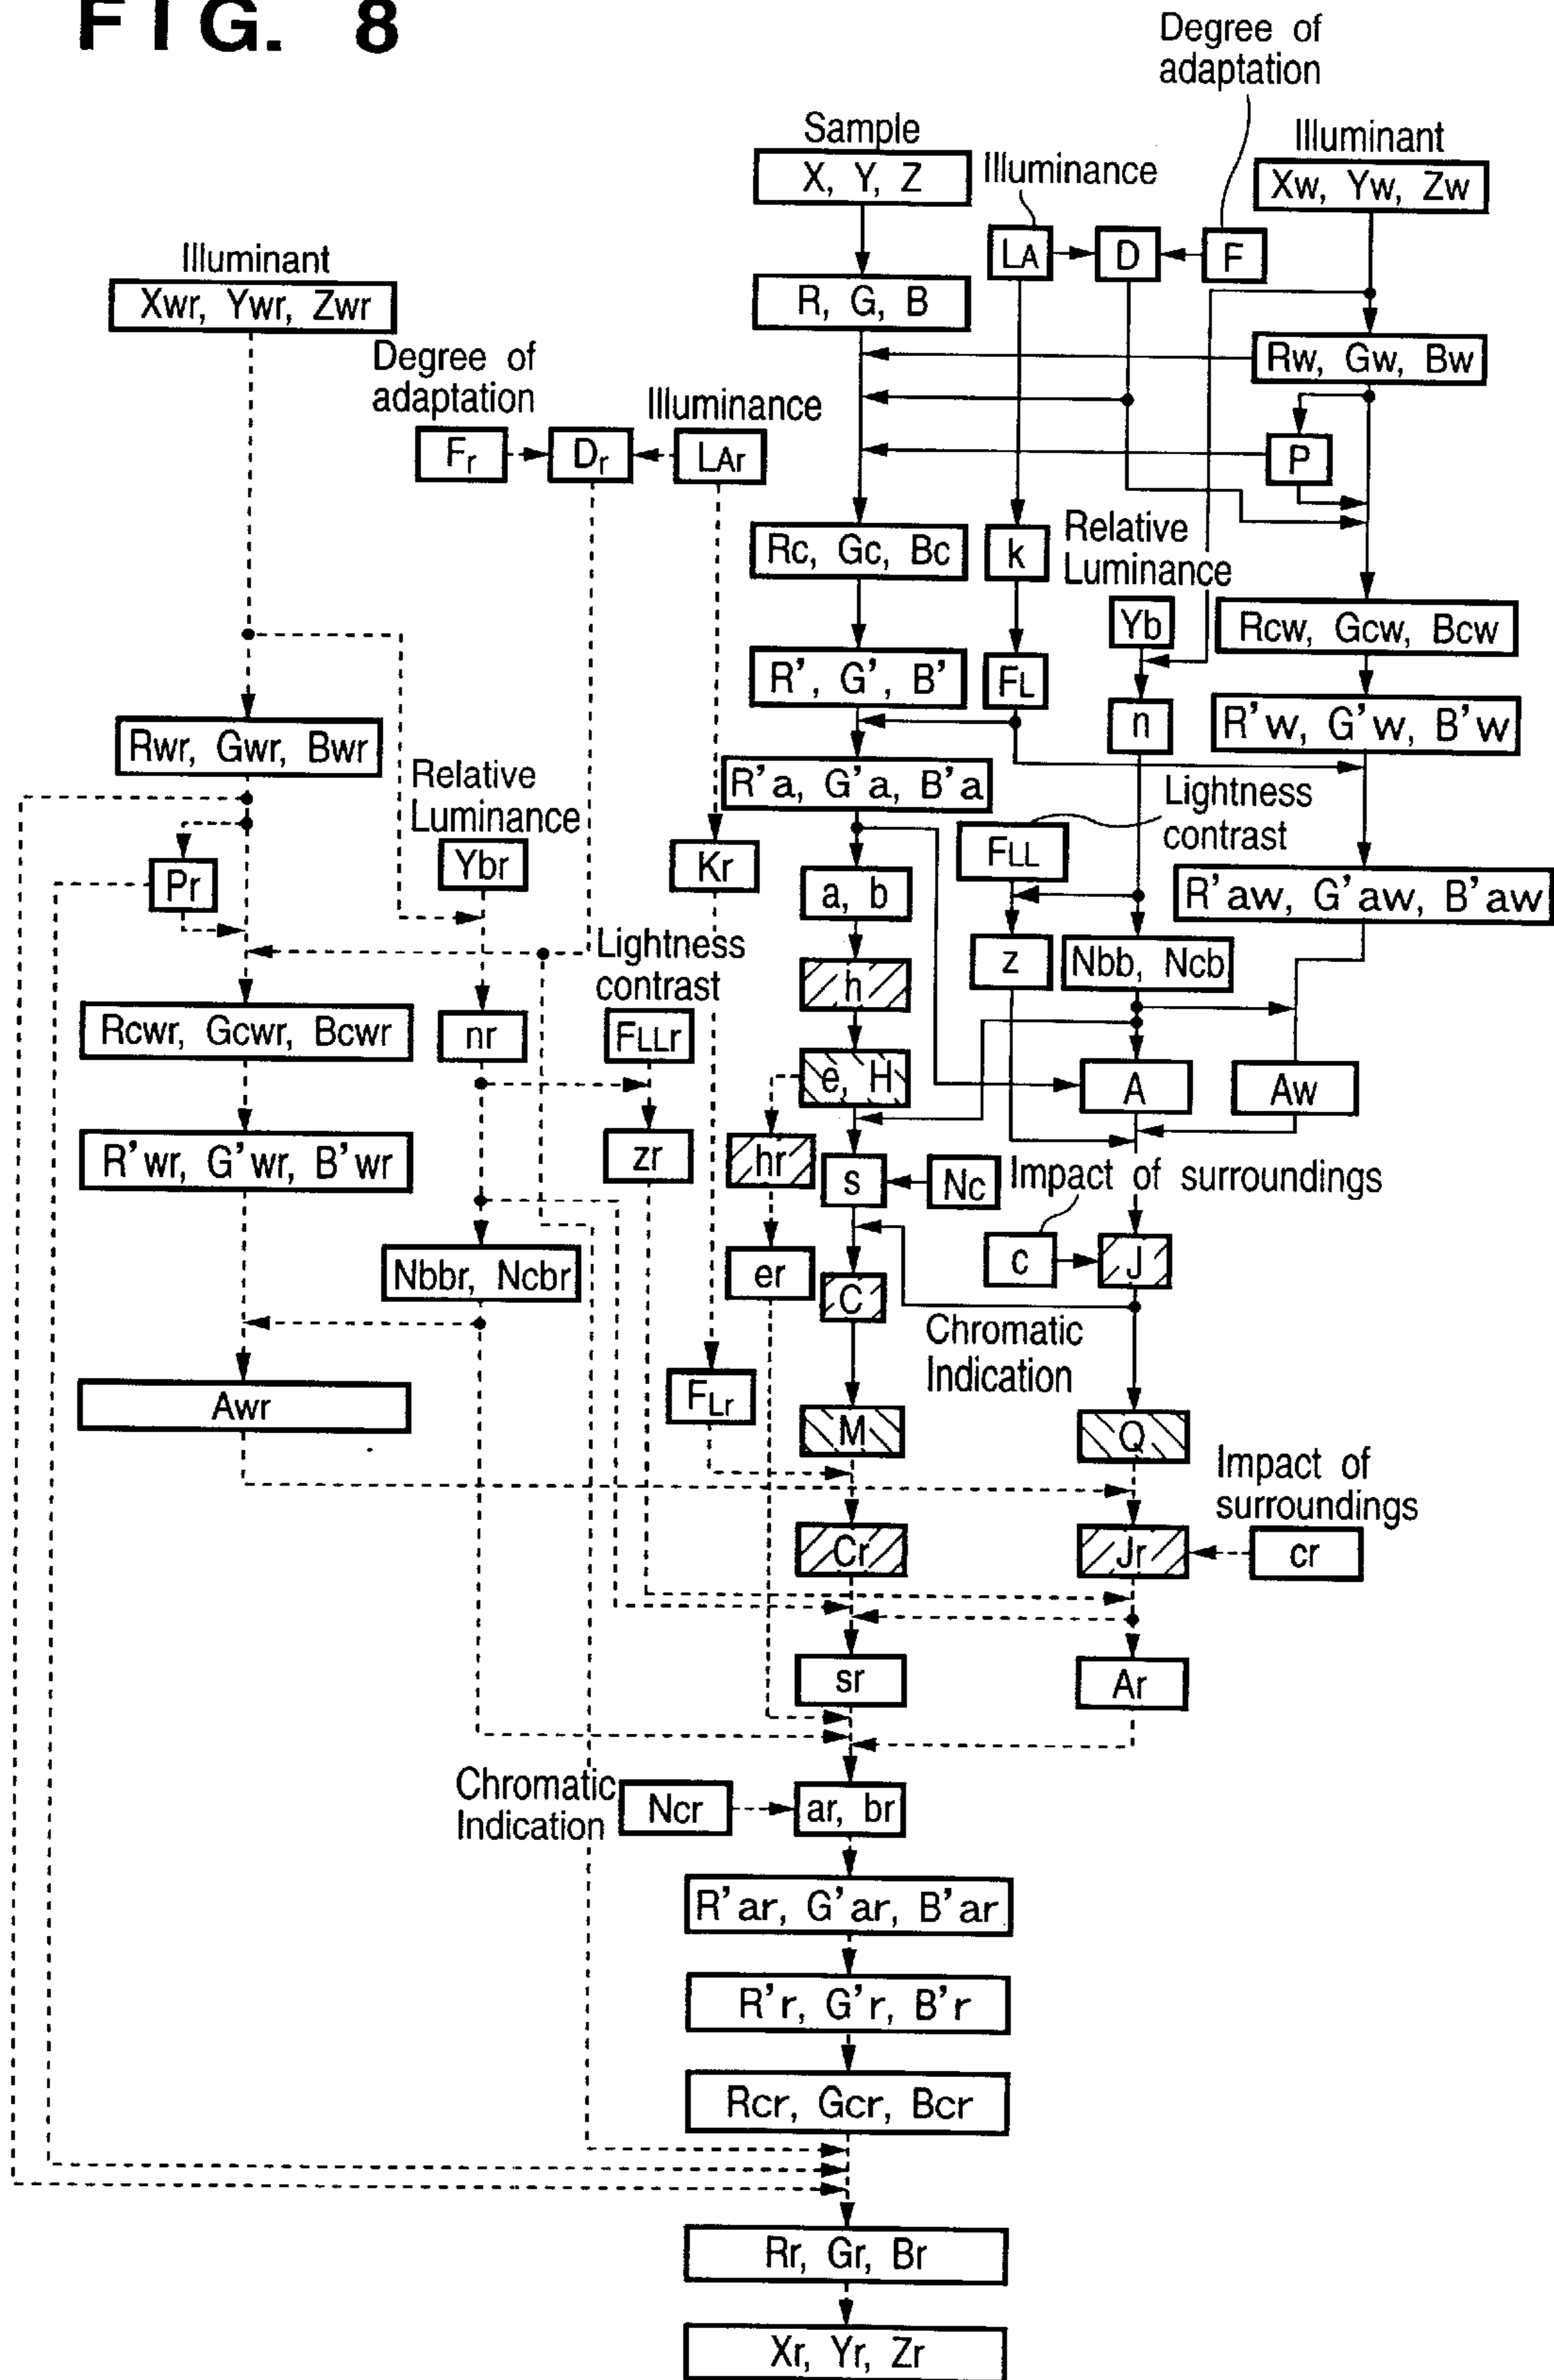 FIG. 8
Degree of
adaptation
Sample
X, Y, Z
Illuminance
Illuminant
Xw, Yw, Zw
LA
D
F
Illuminant
Xwr, Ywr, Zwr
R, G, B
Rw, Gw, Bw
Degree of
adaptation
Illuminance
Fr
Dr
LAr
P
Rc, Gc, Bc
k
Relative
Luminance
Yb
Rcw, Gcw, Bcw
R', G', B'
FL
n
R'w, G'w, B'w
Rwr, Gwr, Bwr
Relative
Luminance
R'a, G'a, B'a
Lightness
contrast
FLL
Pr
Ybr
Kr
a, b
R'aw, G'aw, B'aw
Lightness
contrast
h
z
Nbb, Ncb
Rcwr, Gcwr, Bcwr
nr
FLLr
e, H
A
Aw
R'wr, G'wr, B'wr
zr
hr
s
Nc
Impact of surroundings
Nbbr, Ncbr
er
C
c
J
Chromatic
Indication
Awr
FLr
M
Q
Impact of
surroundings
Cr
Jr
cr
sr
Ar
Chromatic
Indication
Ncr
ar, br
R'ar, G'ar, B'ar
R'r, G'r, B'r
Rcr, Gcr, Bcr
Rr, Gr, Br
Xr, Yr, Zr